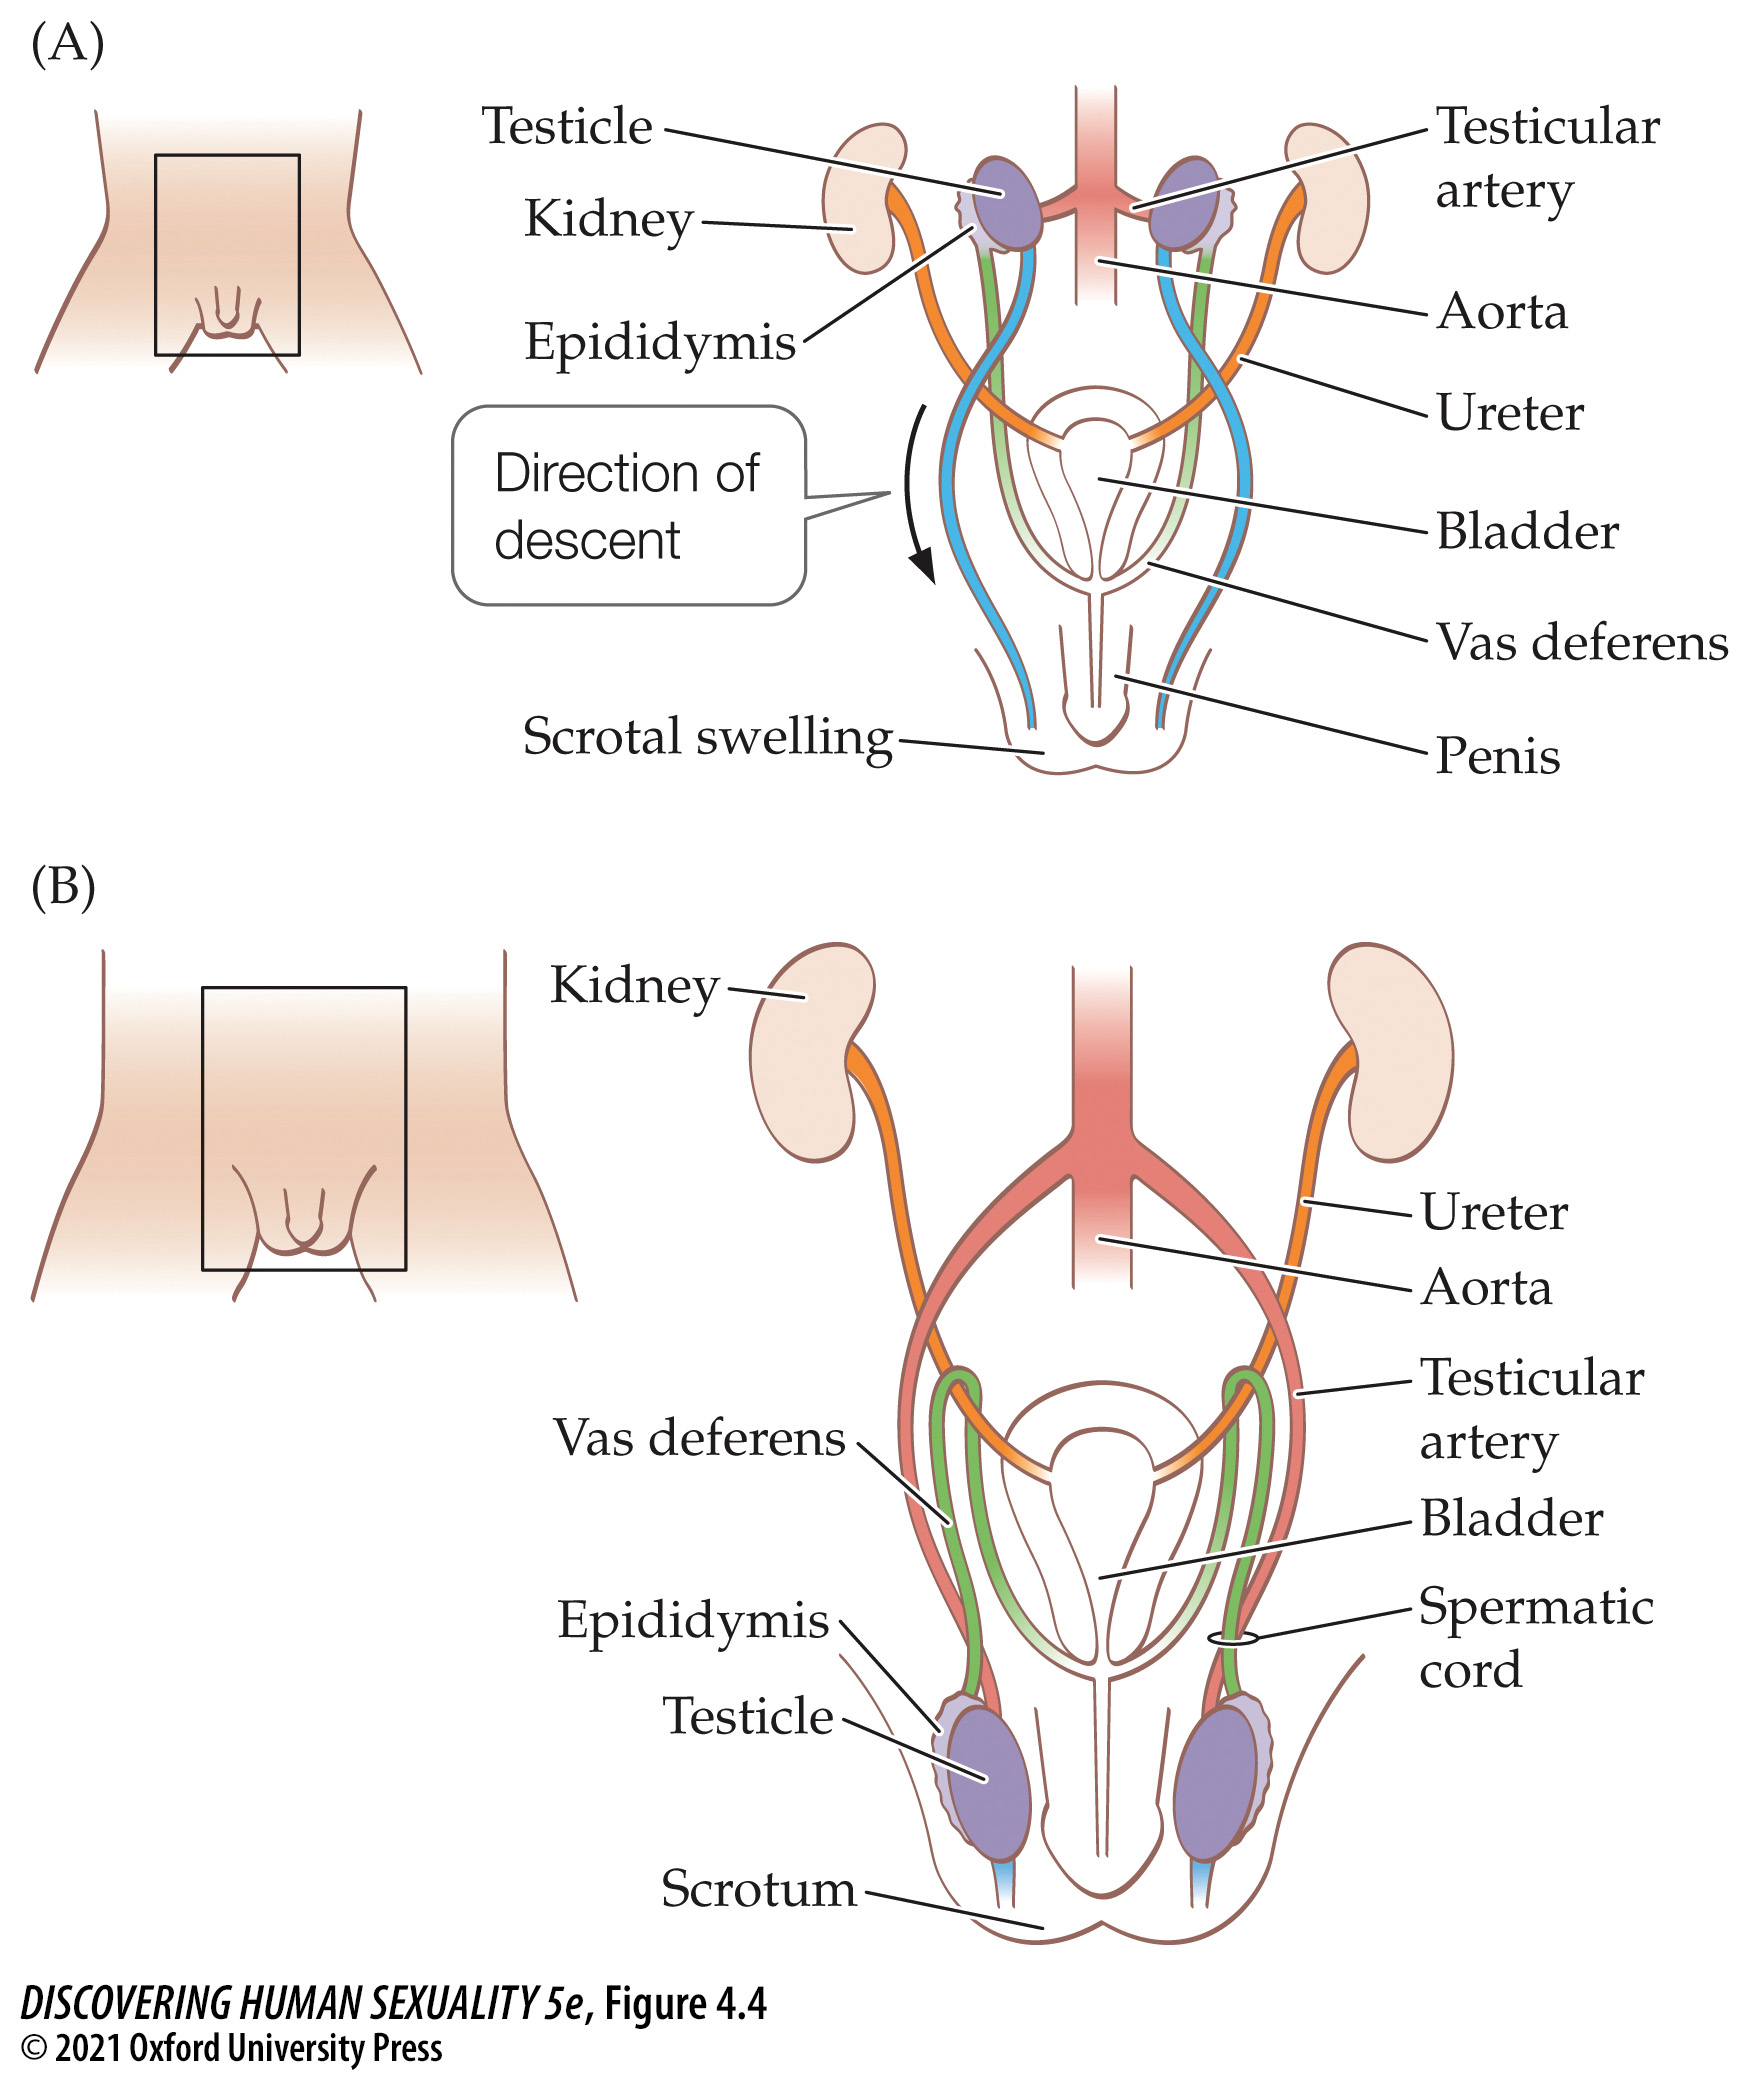 (A)
Testicle
Kidney
Epididymis
Direction of
descent
Scrotal swelling
Testicular
artery
Aorta
Ureter
Bladder
Vas deferens
Penis
(B)
Kidney
Vas deferens
Epididymis
Testicle
Scrotum
Ureter
Aorta
Testicular
artery
Bladder
Spermatic
cord
DISCOVERING HUMAN SEXUALITY 5e, Figure 4.4
© 2021 Oxford University Press